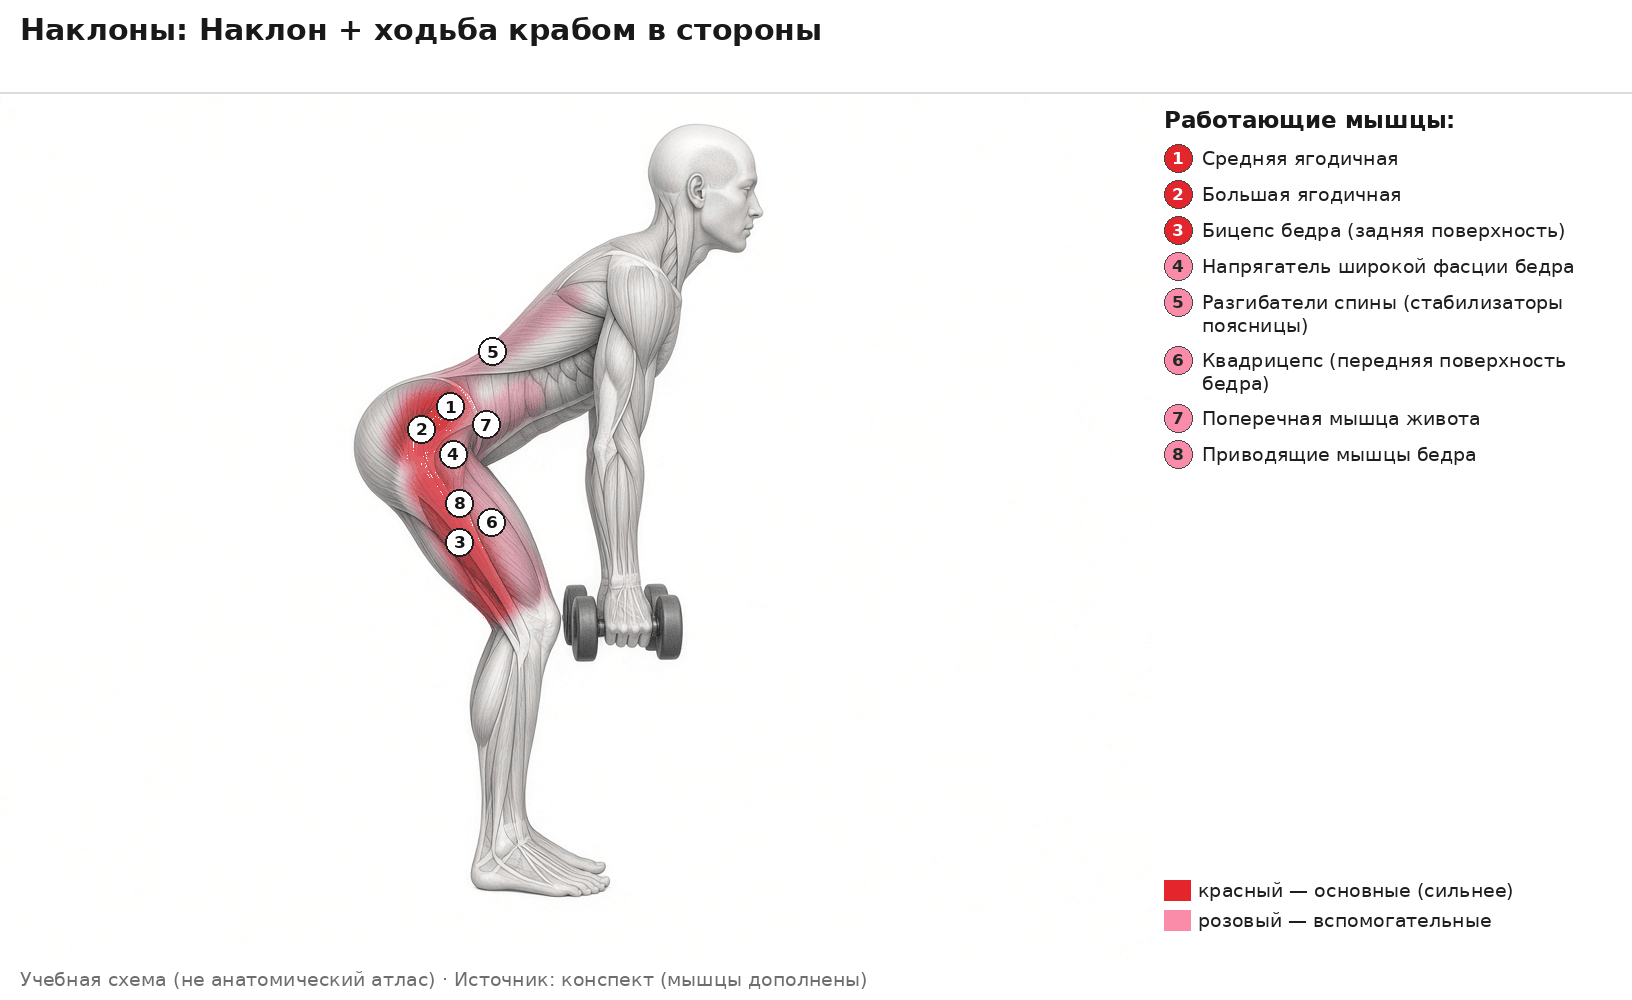 Наклоны: Наклон + ходьба крабом в стороны
Работающие мышцы:
1 Средняя ягодичная
2 Большая ягодичная
3 Бицепс бедра (задняя поверхность)
4 Напрягатель широкой фасции бедра
5 Разгибатели спины (стабилизаторы
поясницы)
6 Квадрицепс (передняя поверхность
бедра)
7 Поперечная мышца живота
8 Приводящие мышцы бедра
5
1
7
2
4
8
6
3
красный — основные (сильнее)
розовый — вспомогательные
Учебная схема (не анатомический атлас) · Источник: конспект (мышцы дополнены)